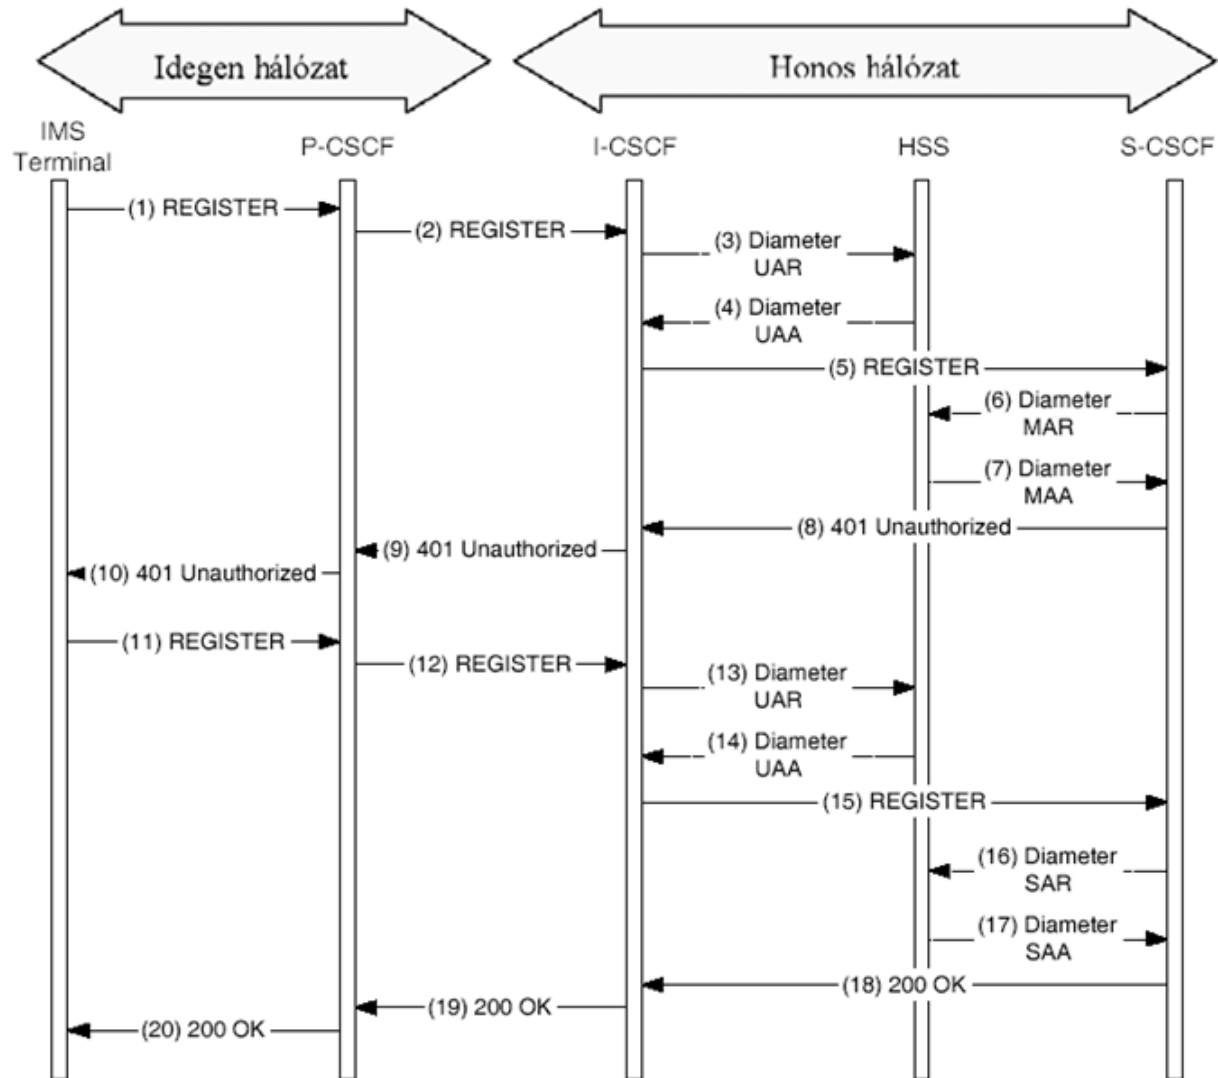 Idegen hálózat
Honos hálózat
IMS
Terminal
P-CSCF
I-CSCF
HSS
S-CSCF
(1) REGISTER
(2) REGISTER
(3) Diameter
UAR
(4) Diameter
UAA
(5) REGISTER
(6) Diameter
MAR
(7) Diameter
MAA
(8) 401 Unauthorized
(9) 401 Unauthorized
(10) 401 Unauthorized
(11) REGISTER
(12) REGISTER
(13) Diameter
UAR
(14) Diameter
UAA
(15) REGISTER
(16) Diameter
SAR
(17) Diameter
SAA
(18) 200 OK
(19) 200 OK
(20) 200 OK